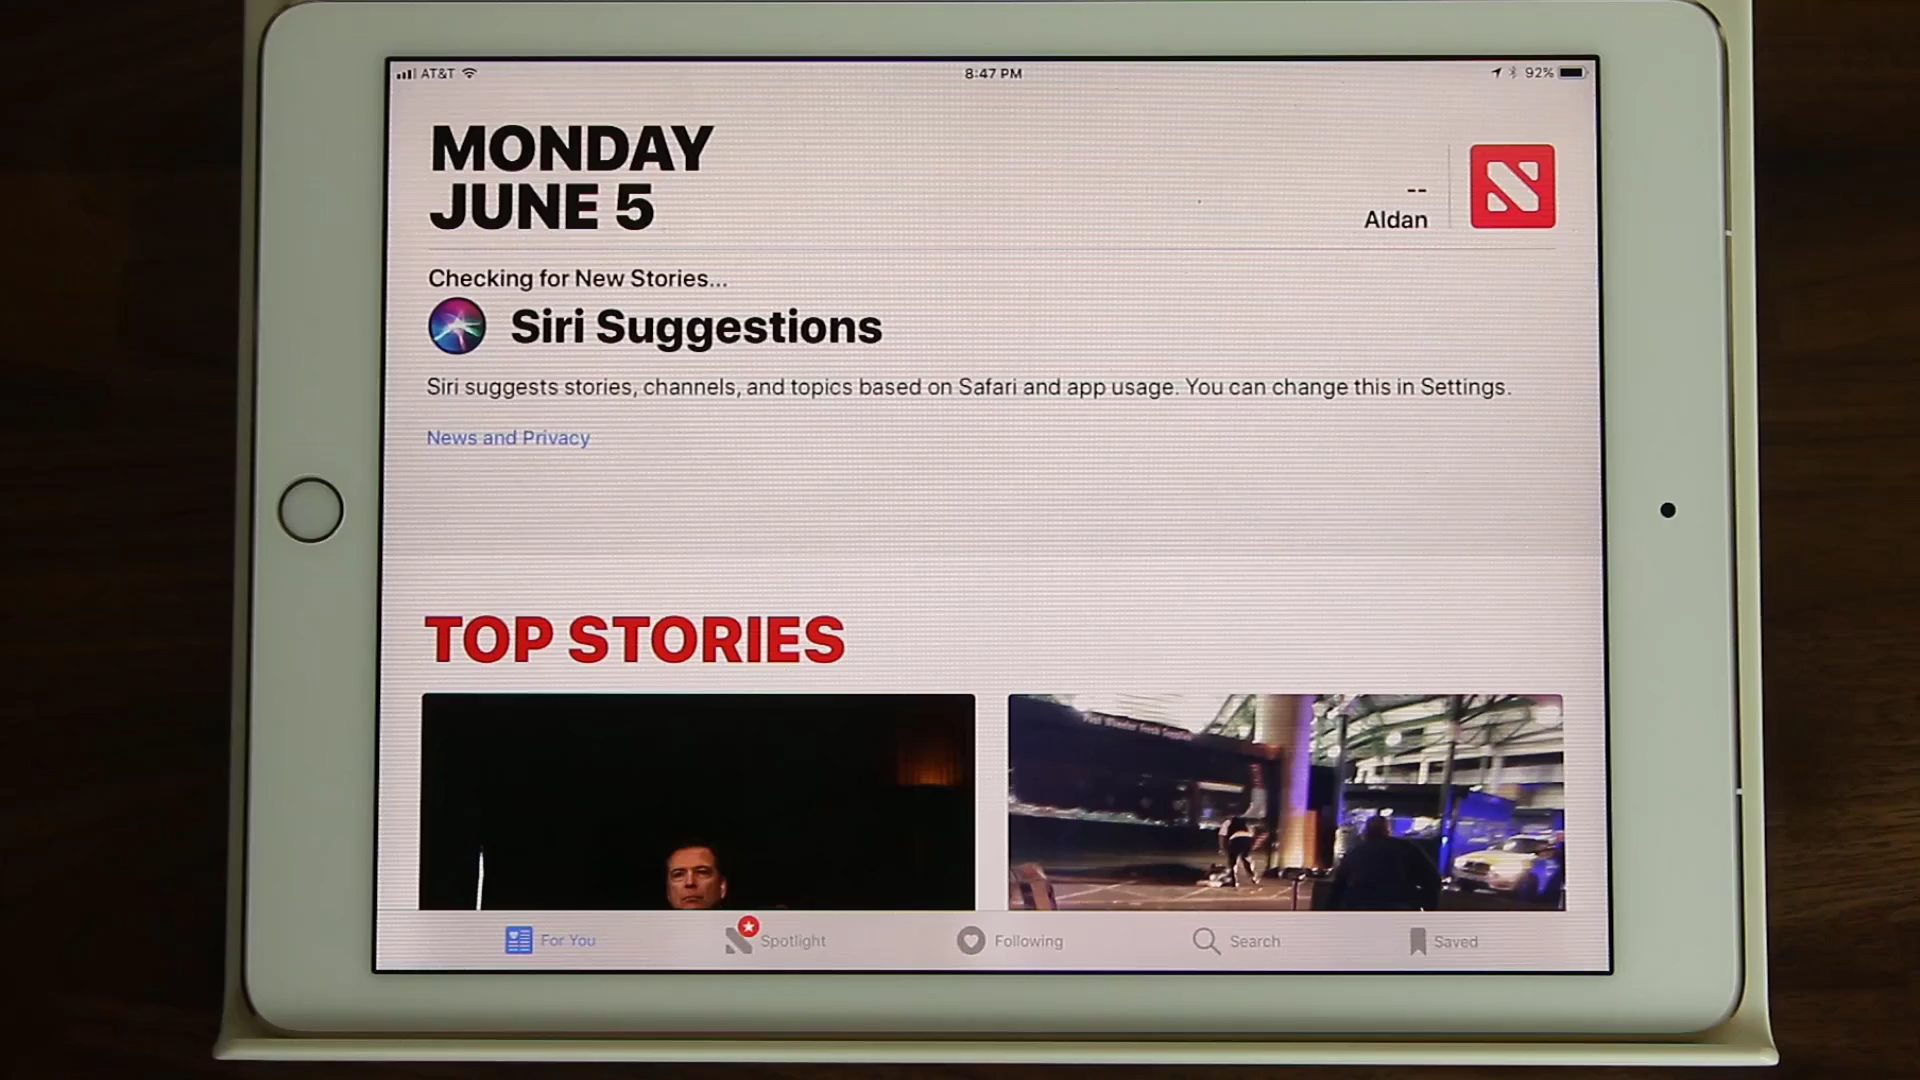 AT&T
8:47 PM
92%
MONDAY
JUNE 5
--
Aldan
Checking for New Stories...
Siri Suggestions
Siri suggests stories, channels, and topics based on Safari and app usage. You can change this in Settings.
News and Privacy
TOP STORIES
For You
Spotlight
Following
Search
Saved